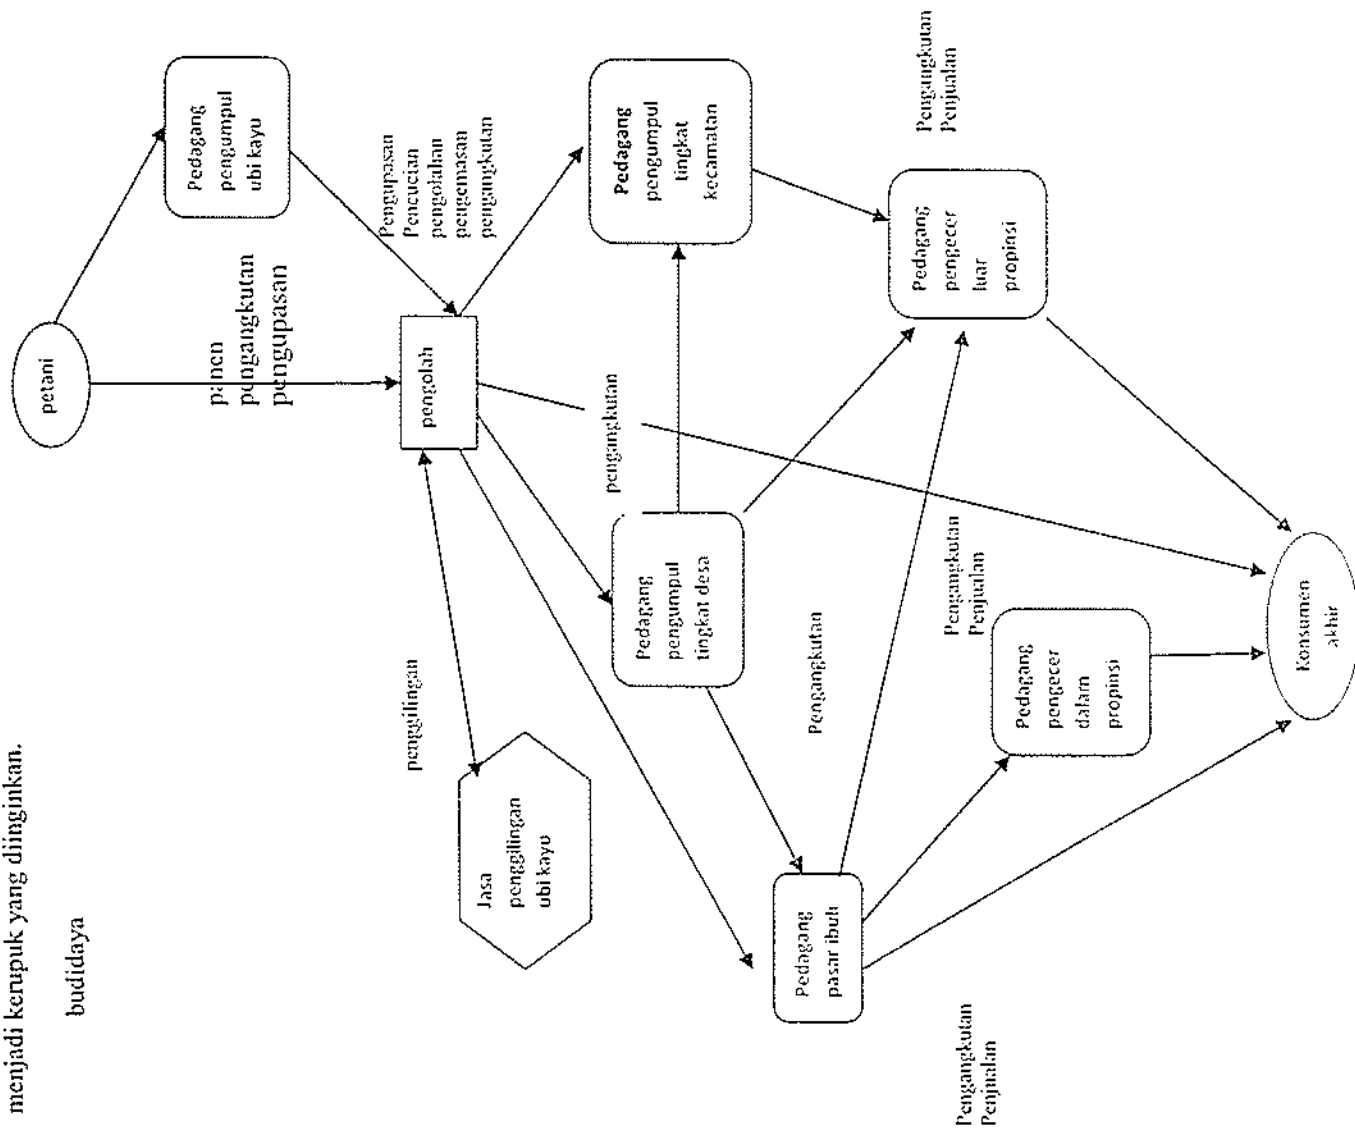 menjadi kerupuk yang diinginkan.
budidaya
petani
Pedagang
pengumpul
ubi kayu
panen
pengangkutan
pengupasan
penggilingan
pengolah
Pengupasan
Pencucian
pengolahan
pengemasan
pengangkutan
Jasa
penggilingan
ubi kayu
pengangkutan
Pedagang
pengumpul
tingkat desa
Pedagang
pengumpul
tingkat
kecamatan
Pedagang
pasar ibuh
Pengangkutan
Pengangkutan
Penjualan
Pedagang
pengecer
luar
propinsi
Pengangkutan
Penjualan
Pengangkutan
Penjualan
Pedagang
pengecer
dalam
propinsi
Konsumen
akhir